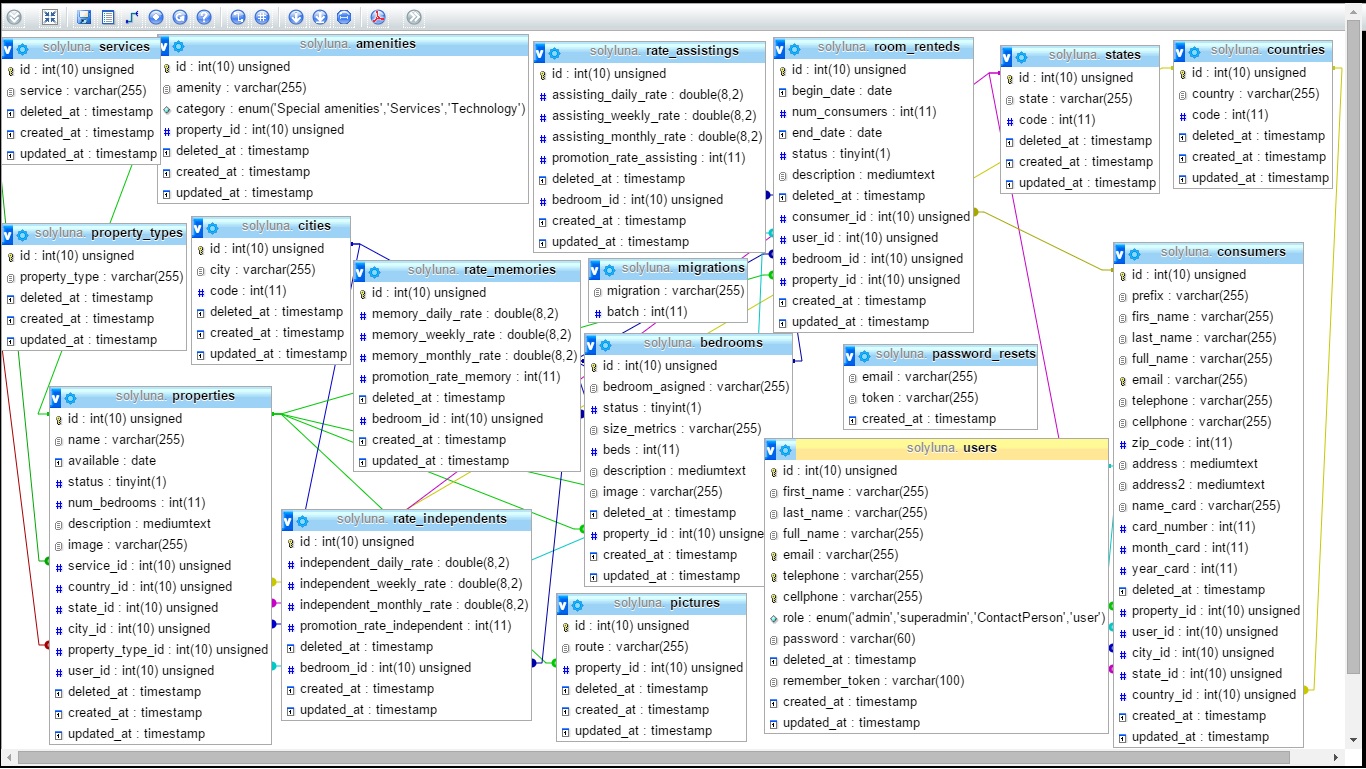 solyluna. services
id : int(10) unsigned
service : varchar(255)
deleted_at : timestamp
created_at : timestamp
updated_at : timestamp
solyluna. amenities
id : int(10) unsigned
amenity : varchar(255)
category : enum('Special amenities','Services','Technology')
property_id : int(10) unsigned
deleted_at : timestamp
created_at : timestamp
updated_at : timestamp
solyluna. rate_assistings
id : int(10) unsigned
assisting_daily_rate : double(8,2)
assisting_weekly_rate : double(8,2)
assisting_monthly_rate : double(8,2)
promotion_rate_assisting : int(11)
deleted_at : timestamp
bedroom_id : int(10) unsigned
created_at : timestamp
updated_at : timestamp
solyluna. room_renteds
id : int(10) unsigned
begin_date : date
num_consumers : int(11)
end_date : date
status : tinyint(1)
description : mediumtext
deleted_at : timestamp
consumer_id : int(10) unsigned
user_id : int(10) unsigned
bedroom_id : int(10) unsigned
property_id : int(10) unsigned
created_at : timestamp
updated_at : timestamp
solyluna. states
id : int(10) unsigned
state : varchar(255)
code : int(11)
deleted_at : timestamp
created_at : timestamp
updated_at : timestamp
solyluna. countries
id : int(10) unsigned
country : varchar(255)
code : int(11)
deleted_at : timestamp
created_at : timestamp
updated_at : timestamp
solyluna. property_types
id : int(10) unsigned
property_type : varchar(255)
deleted_at : timestamp
created_at : timestamp
updated_at : timestamp
solyluna. cities
id : int(10) unsigned
city : varchar(255)
code : int(11)
deleted_at : timestamp
created_at : timestamp
updated_at : timestamp
solyluna. rate_memories
id : int(10) unsigned
memory_daily_rate : double(8,2)
memory_weekly_rate : double(8,2)
memory_monthly_rate : double(8,2)
promotion_rate_memory : int(11)
deleted_at : timestamp
bedroom_id : int(10) unsigned
created_at : timestamp
updated_at : timestamp
solyluna. migrations
migration : varchar(255)
batch : int(11)
solyluna. bedrooms
id : int(10) unsigned
bedroom_asigned : varchar(255)
status : tinyint(1)
size_metrics : varchar(255)
beds : int(11)
description : mediumtext
image : varchar(255)
deleted_at : timestamp
property_id : int(10) unsigne
created_at : timestamp
updated_at : timestamp
solyluna. password_resets
email : varchar(255)
token : varchar(255)
created_at : timestamp
solyluna. consumers
id : int(10) unsigned
prefix : varchar(255)
firs_name : varchar(255)
last_name : varchar(255)
full_name : varchar(255)
email : varchar(255)
telephone : varchar(255)
cellphone : varchar(255)
zip_code : int(11)
address : mediumtext
address2 : mediumtext
name_card : varchar(255)
card_number : int(11)
month_card : int(11)
year_card : int(11)
deleted_at : timestamp
property_id : int(10) unsigned
user_id : int(10) unsigned
city_id : int(10) unsigned
state_id : int(10) unsigned
country_id : int(10) unsigned
created_at : timestamp
updated_at : timestamp
solyluna. properties
id : int(10) unsigned
name : varchar(255)
available : date
status : tinyint(1)
num_bedrooms : int(11)
description : mediumtext
image : varchar(255)
service_id : int(10) unsigned
country_id : int(10) unsigned
state_id : int(10) unsigned
city_id : int(10) unsigned
property_type_id : int(10) unsigned
user_id : int(10) unsigned
deleted_at : timestamp
created_at : timestamp
updated_at : timestamp
solyluna. rate_independents
id : int(10) unsigned
independent_daily_rate : double(8,2)
independent_weekly_rate : double(8,2)
independent_monthly_rate : double(8,2)
promotion_rate_independent : int(11)
deleted_at : timestamp
bedroom_id : int(10) unsigned
created_at : timestamp
updated_at : timestamp
solyluna. pictures
id : int(10) unsigned
route : varchar(255)
property_id : int(10) unsigned
deleted_at : timestamp
created_at : timestamp
updated_at : timestamp
solyluna. users
id : int(10) unsigned
first_name : varchar(255)
last_name : varchar(255)
full_name : varchar(255)
email : varchar(255)
telephone : varchar(255)
cellphone : varchar(255)
role : enum('admin','superadmin','ContactPerson','user')
password : varchar(60)
deleted_at : timestamp
remember_token : varchar(100)
created_at : timestamp
updated_at : timestamp